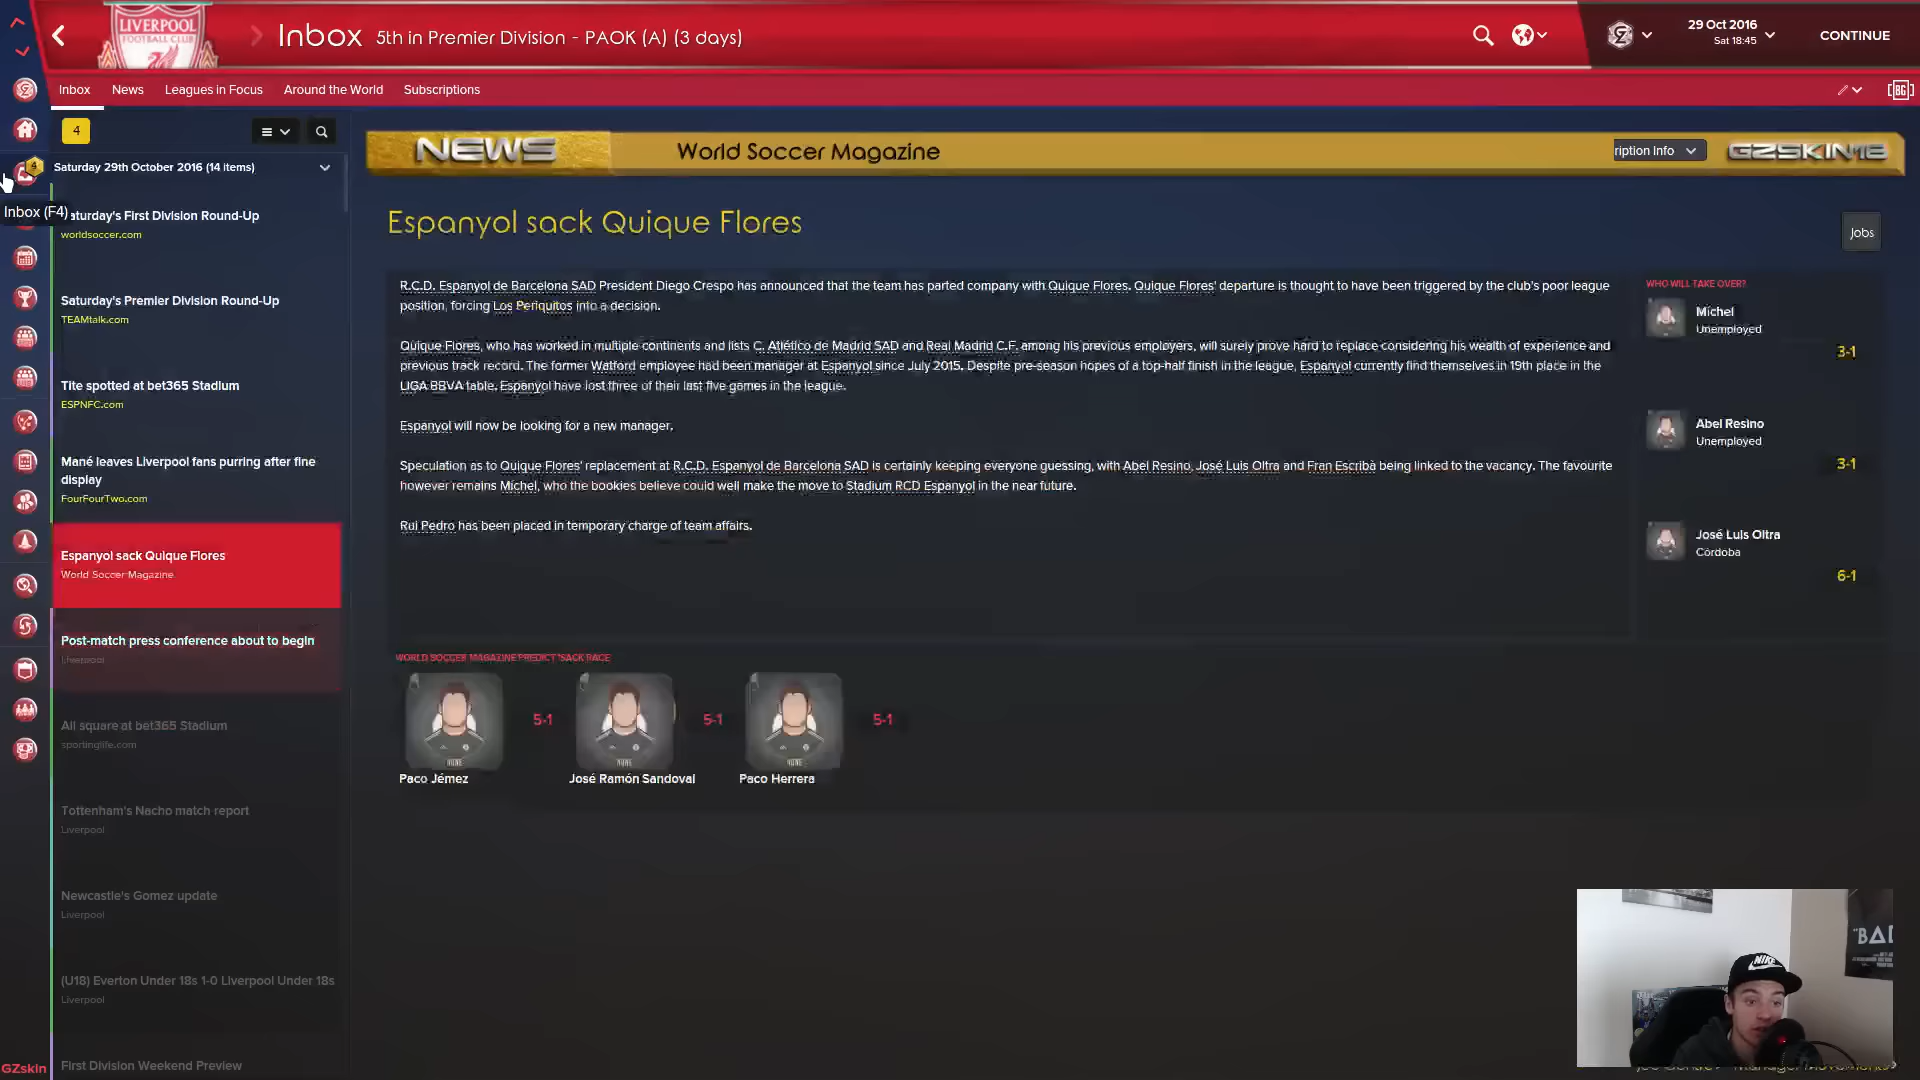 LIVERPOOL
FOOTBALL CLUB
Inbox 5th in Premier Division - PAOK (A) (3 days)
29 Oct 2016
Sat 18:45
CONTINUE
Inbox News Leagues in Focus Around the World Subscriptions
[BG]
4
4
Saturday 29th October 2016 (14 items)
Inbox (F4)
aturday's First Division Round-Up
worldsoccer.com
Saturday's Premier Division Round-Up
TEAMtalk.com
Tite spotted at bet365 Stadium
ESPNFC.com
Mané leaves Liverpool fans purring after fine
display
FourFourTwo.com
Espanyol sack Quique Flores
World Soccer Magazine
Post-match press conference about to begin
Liverpool
All square at bet365 Stadium
sportinglife.com
Tottenham's Nacho match report
Liverpool
Newcastle's Gomez update
Liverpool
(U18) Everton Under 18s 1-0 Liverpool Under 18s
Liverpool
First Division Weekend Preview
GZskin
NEWS
World Soccer Magazine
ription Info
GZSKIN16
Espanyol sack Quique Flores
Jobs
R.C.D. Espanyol de Barcelona SAD President Diego Crespo has announced that the team has parted company with Quique Flores. Quique Flores' departure is thought to have been triggered by the club's poor league
position, forcing Los Periquitos into a decision.
Quique Flores, who has worked in multiple continents and lists C. Atlético de Madrid SAD and Real Madrid C.F. among his previous employers, will surely prove hard to replace considering his wealth of experience and
previous track record. The former Watford employee had been manager at Espanyol since July 2015. Despite pre-season hopes of a top-half finish in the league, Espanyol currently find themselves in 19th place in the
LIGA BBVA table. Espanyol have lost three of their last five games in the league.
Espanyol will now be looking for a new manager.
Speculation as to Quique Flores' replacement at R.C.D. Espanyol de Barcelona SAD is certainly keeping everyone guessing, with Abel Resino, José Luis Oltra and Fran Escribà being linked to the vacancy. The favourite
however remains Míchel, who the bookies believe could well make the move to Stadium RCD Espanyol in the near future.
Rui Pedro has been placed in temporary charge of team affairs.
WHO WILL TAKE OVER?
Míchel
Unemployed
3-1
Abel Resino
Unemployed
3-1
José Luis Oltra
Córdoba
6-1
WORLD SOCCER MAGAZINE PREDICT 'SACK RACE
5-1
5-1
5-1
Paco Jémez
José Ramón Sandoval
Paco Herrera
NIKE
"BAD